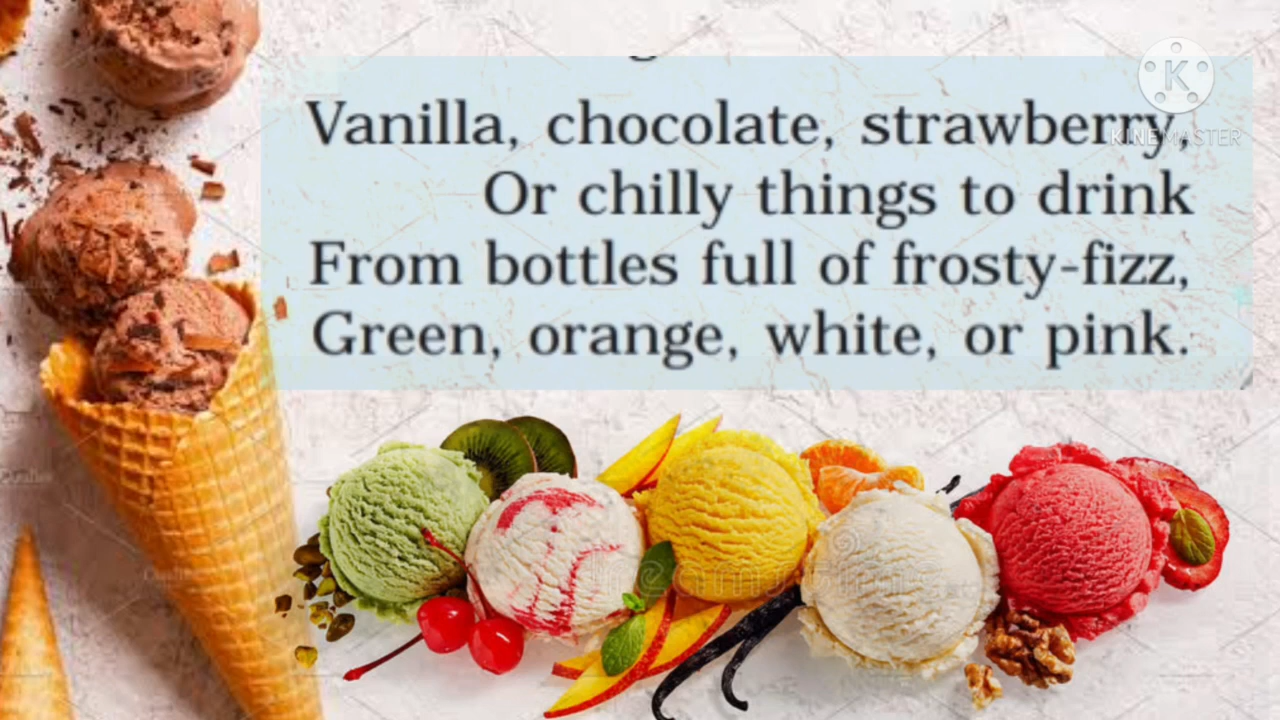 Vanilla, chocolate, strawberry,
Or chilly things to drink
From bottles full of frosty-fizz,
Green, orange, white, or pink.
K
KINEMASTER
dreamstime